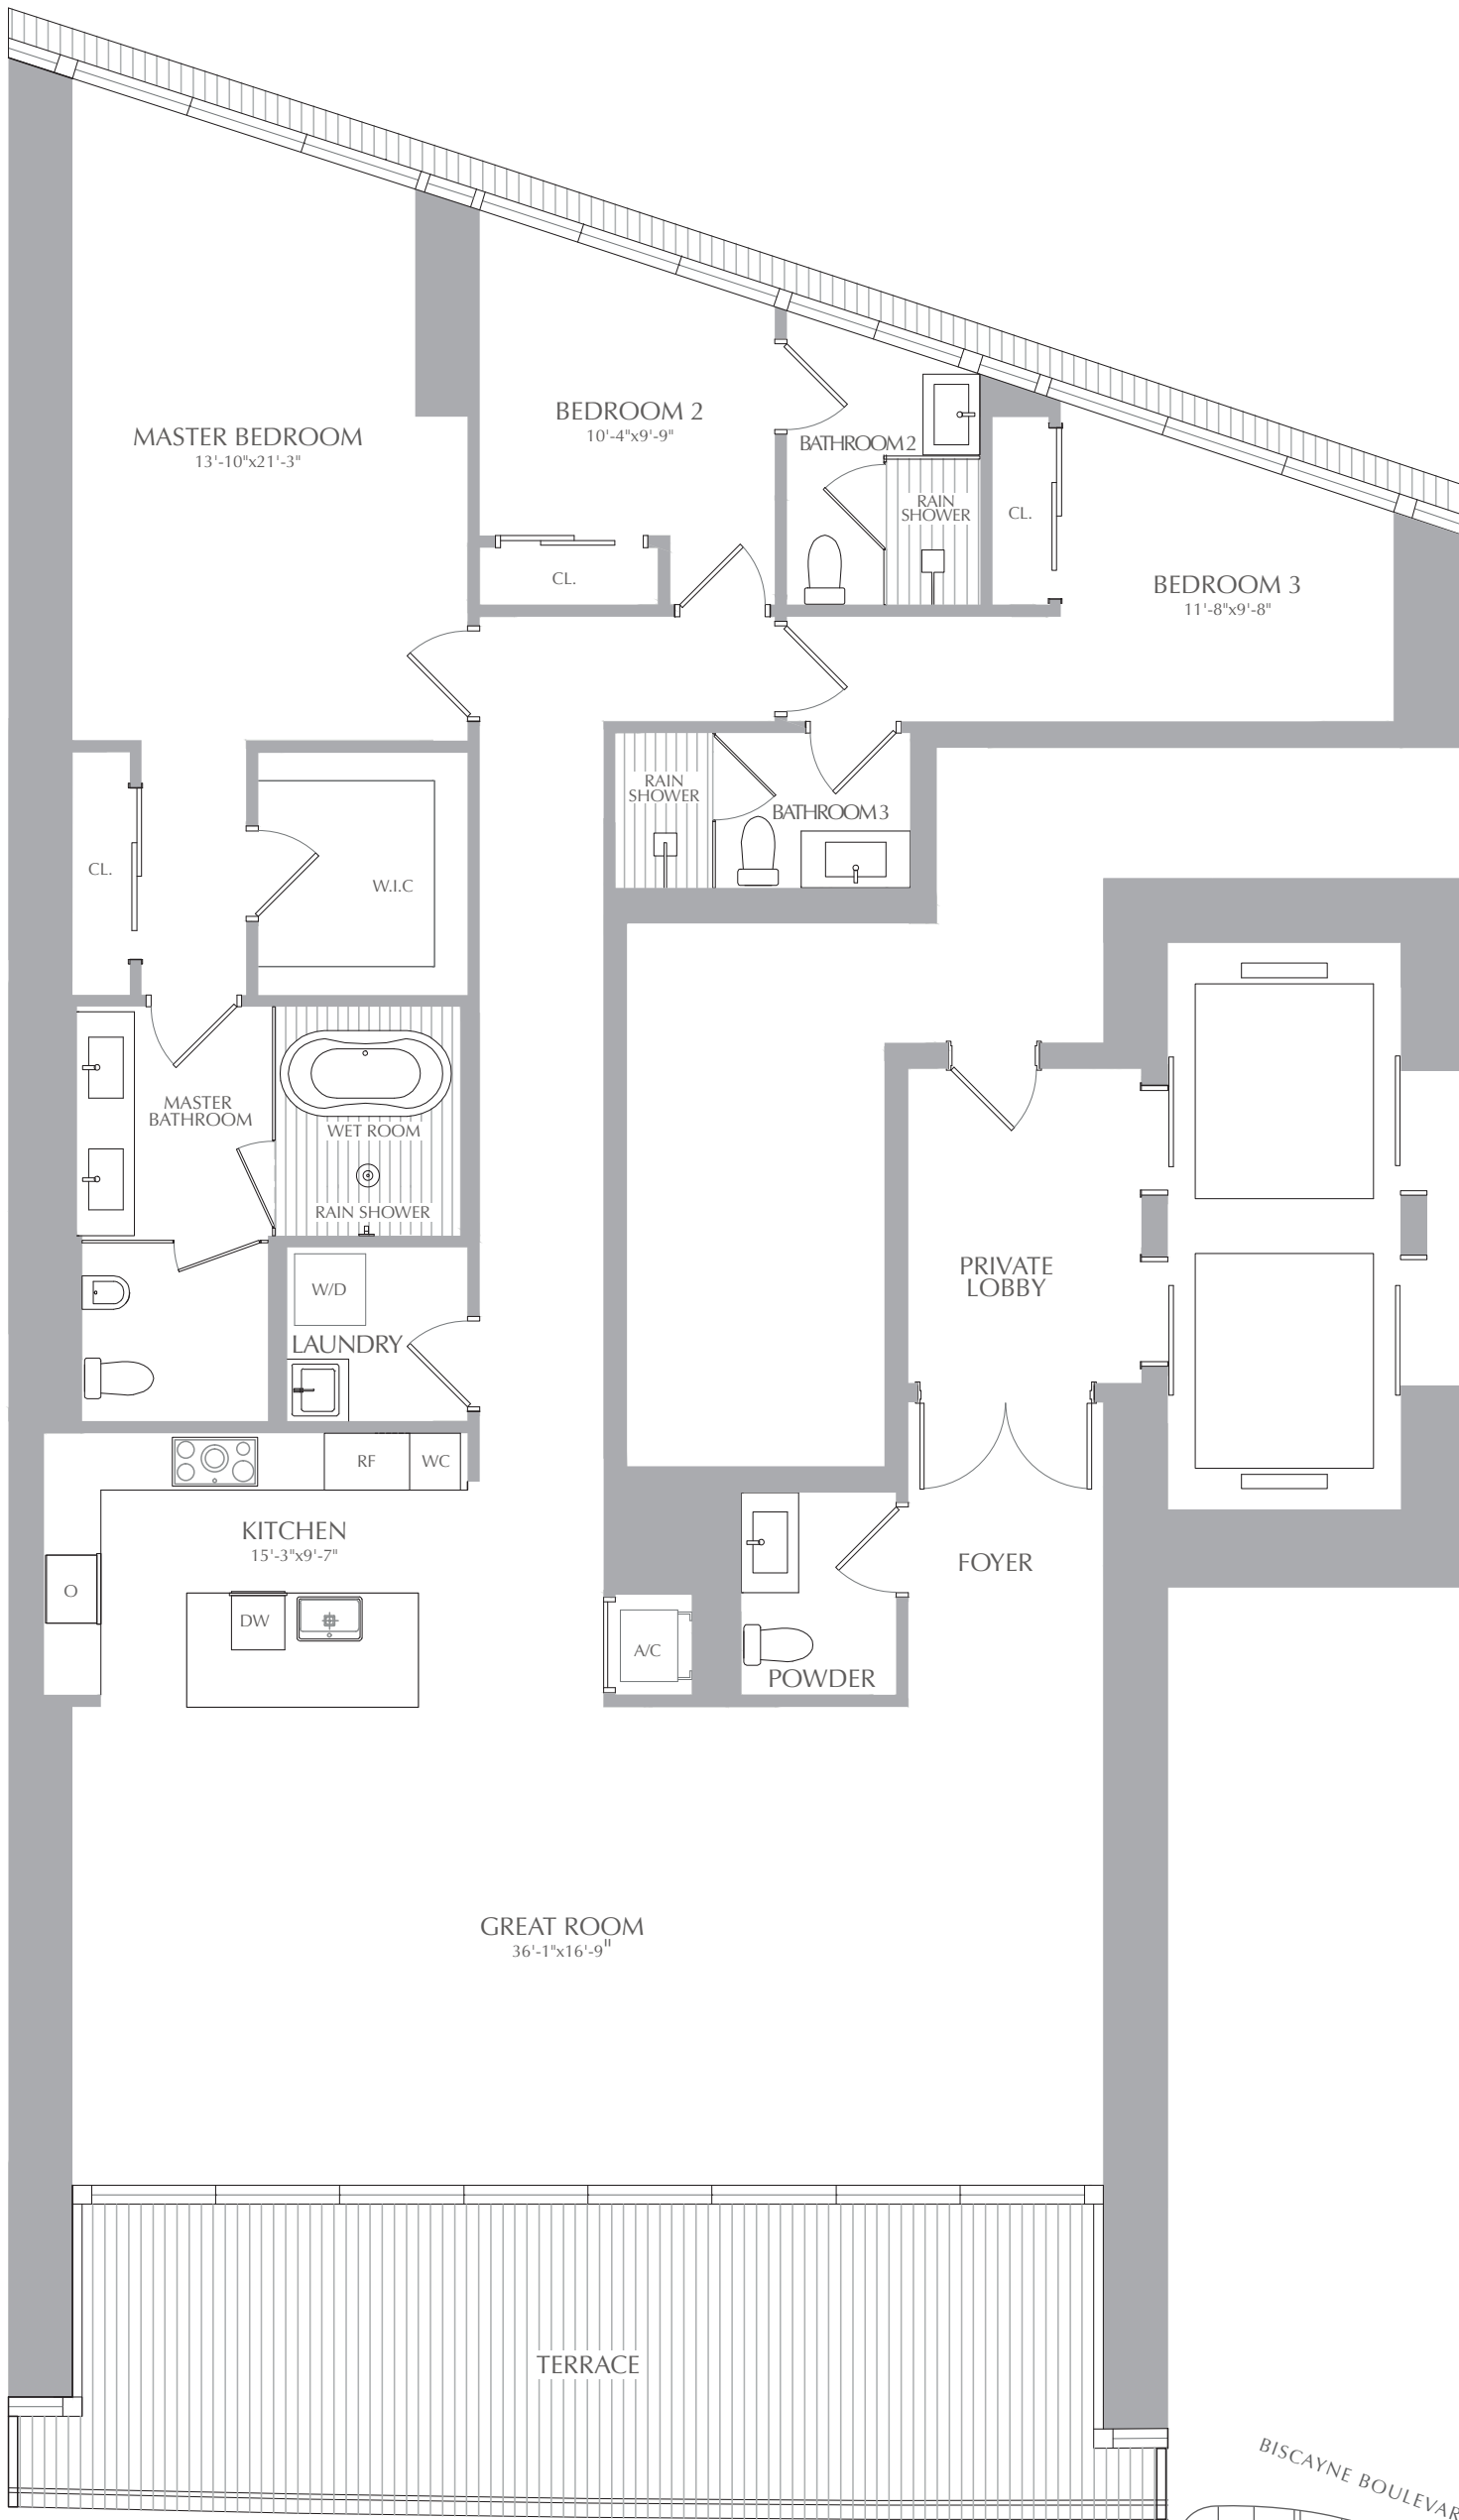 MASTER BEDROOM
13'-10"x21'-3"
BEDROOM 2
10'-4"x9'-9"
BATHROOM 2
RAIN
SHOWER
CL.
CL.
BEDROOM 3
11'-8"x9'-8"
RAIN
SHOWER
BATHROOM 3
CL.
W.I.C
MASTER
BATHROOM
WET ROOM
RAIN SHOWER
W/D
LAUNDRY
PRIVATE
LOBBY
RF
WC
KITCHEN
15'-3"x9'-7"
O
DW
FOYER
A/C
POWDER
GREAT ROOM
36'-1"x16'-9"
TERRACE
BISCAYNE BOULEVAR